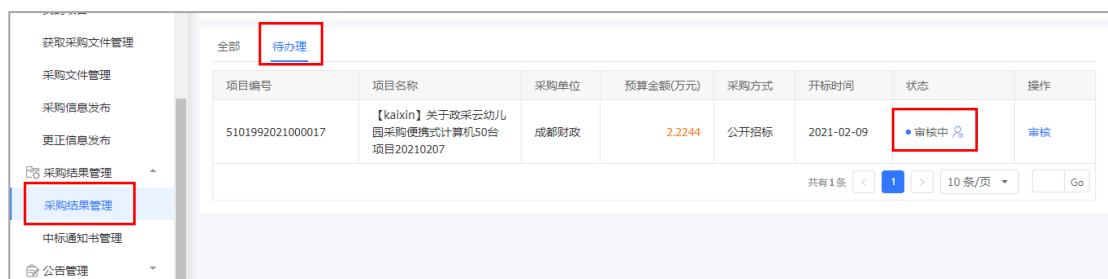 获取采购文件管理
采购文件管理
采购信息发布
更正信息发布
采购结果管理
采购结果管理
中标通知书管理
公告管理
全部 待办理
项目编号 项目名称 采购单位 预算金额(万元) 采购方式 开标时间 状态 操作
5101992021000017 【kaixin】关于政采云幼儿 成都财政 2.2244 公开招标 2021-02-09 审核中 审核
园采购便携式计算机50台
项目20210207
共有1条 < 1 > 10 条/页 Go